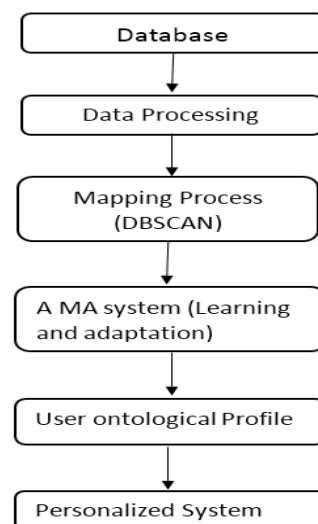 Database
Data Processing
Mapping Process
(DBSCAN)
A MA system (Learning
and adaptation)
User ontological Profile
Personalized System